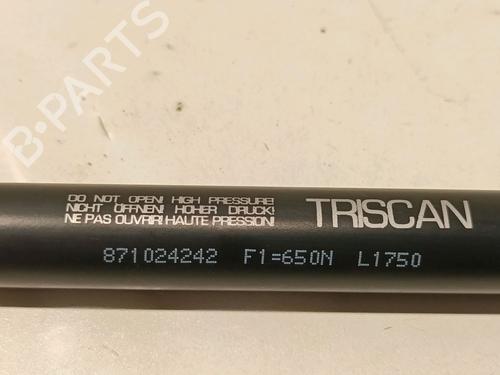 B-PARTS
DO NOT OPEN! HIGH PRESSURE!
NICHT ÖFFNEN! HOHER DRUCK!
NE PAS OUVRIR! HAUTE PRESSION!
TRISCAN
871024242 F1=650N L1750